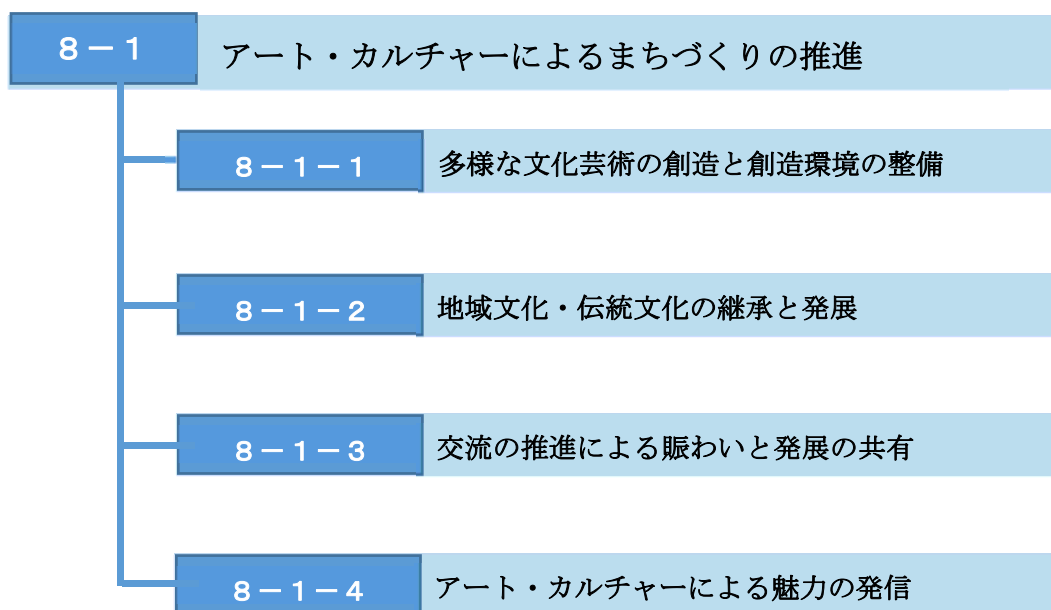 ８－１ アート・カルチャーによるまちづくりの推進
８－１－１ 多様な文化芸術の創造と創造環境の整備
８－１－２ 地域文化・伝統文化の継承と発展
８－１－３ 交流の推進による賑わいと発展の共有
８－１－４ アート・カルチャーによる魅力の発信